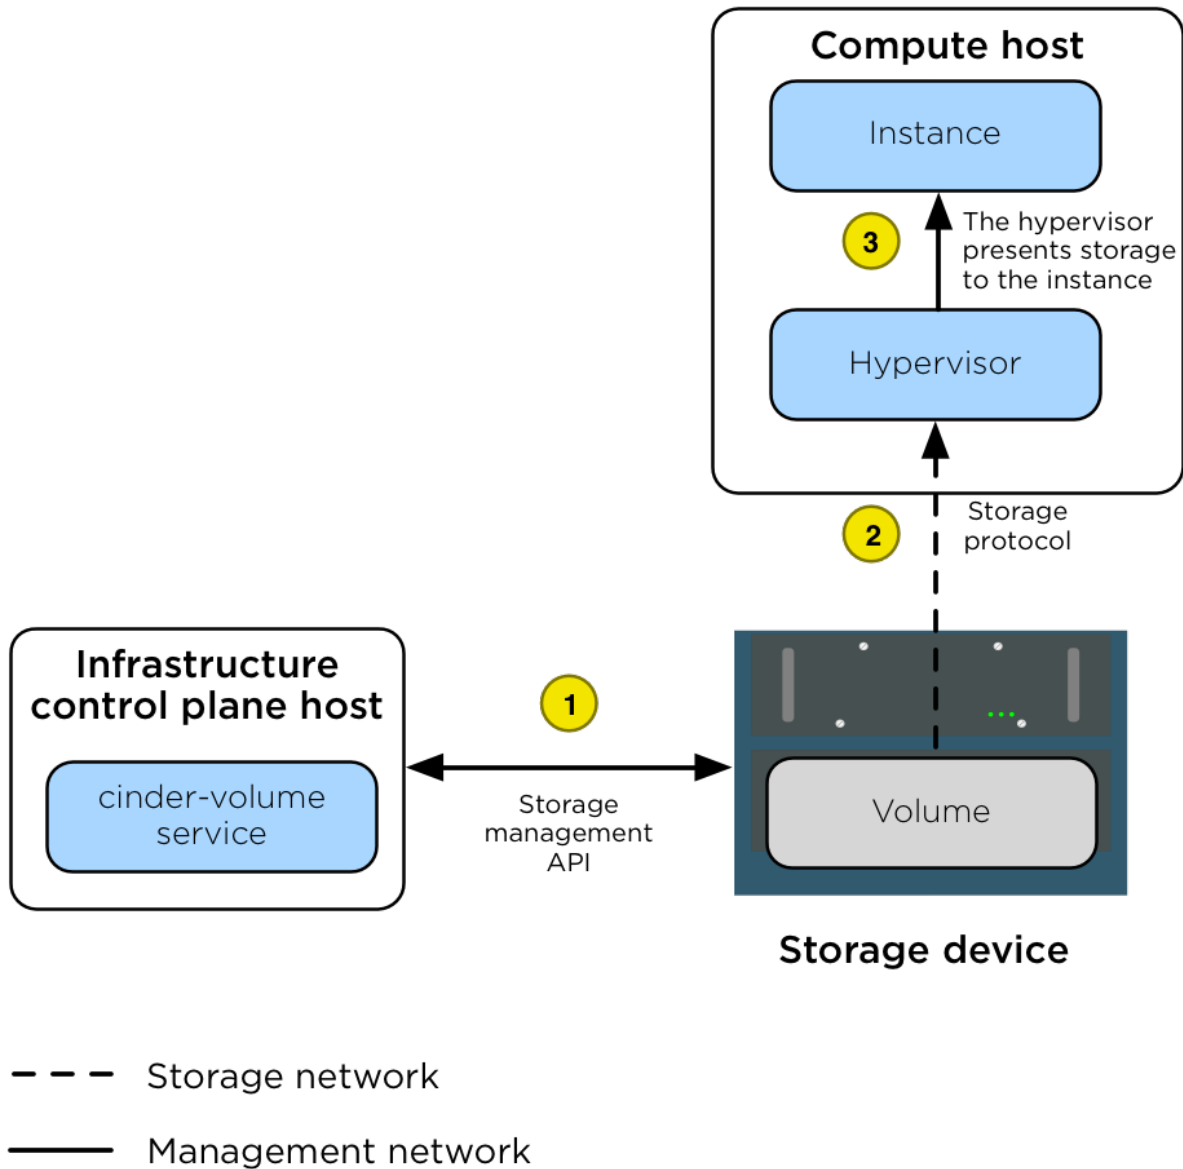 Compute host
Instance
3
The hypervisor
presents storage
to the instance
Hypervisor
2
Storage
protocol
Infrastructure
control plane host
cinder-volume
service
1
Storage
management
API
Volume
Storage device
Storage network
Management network